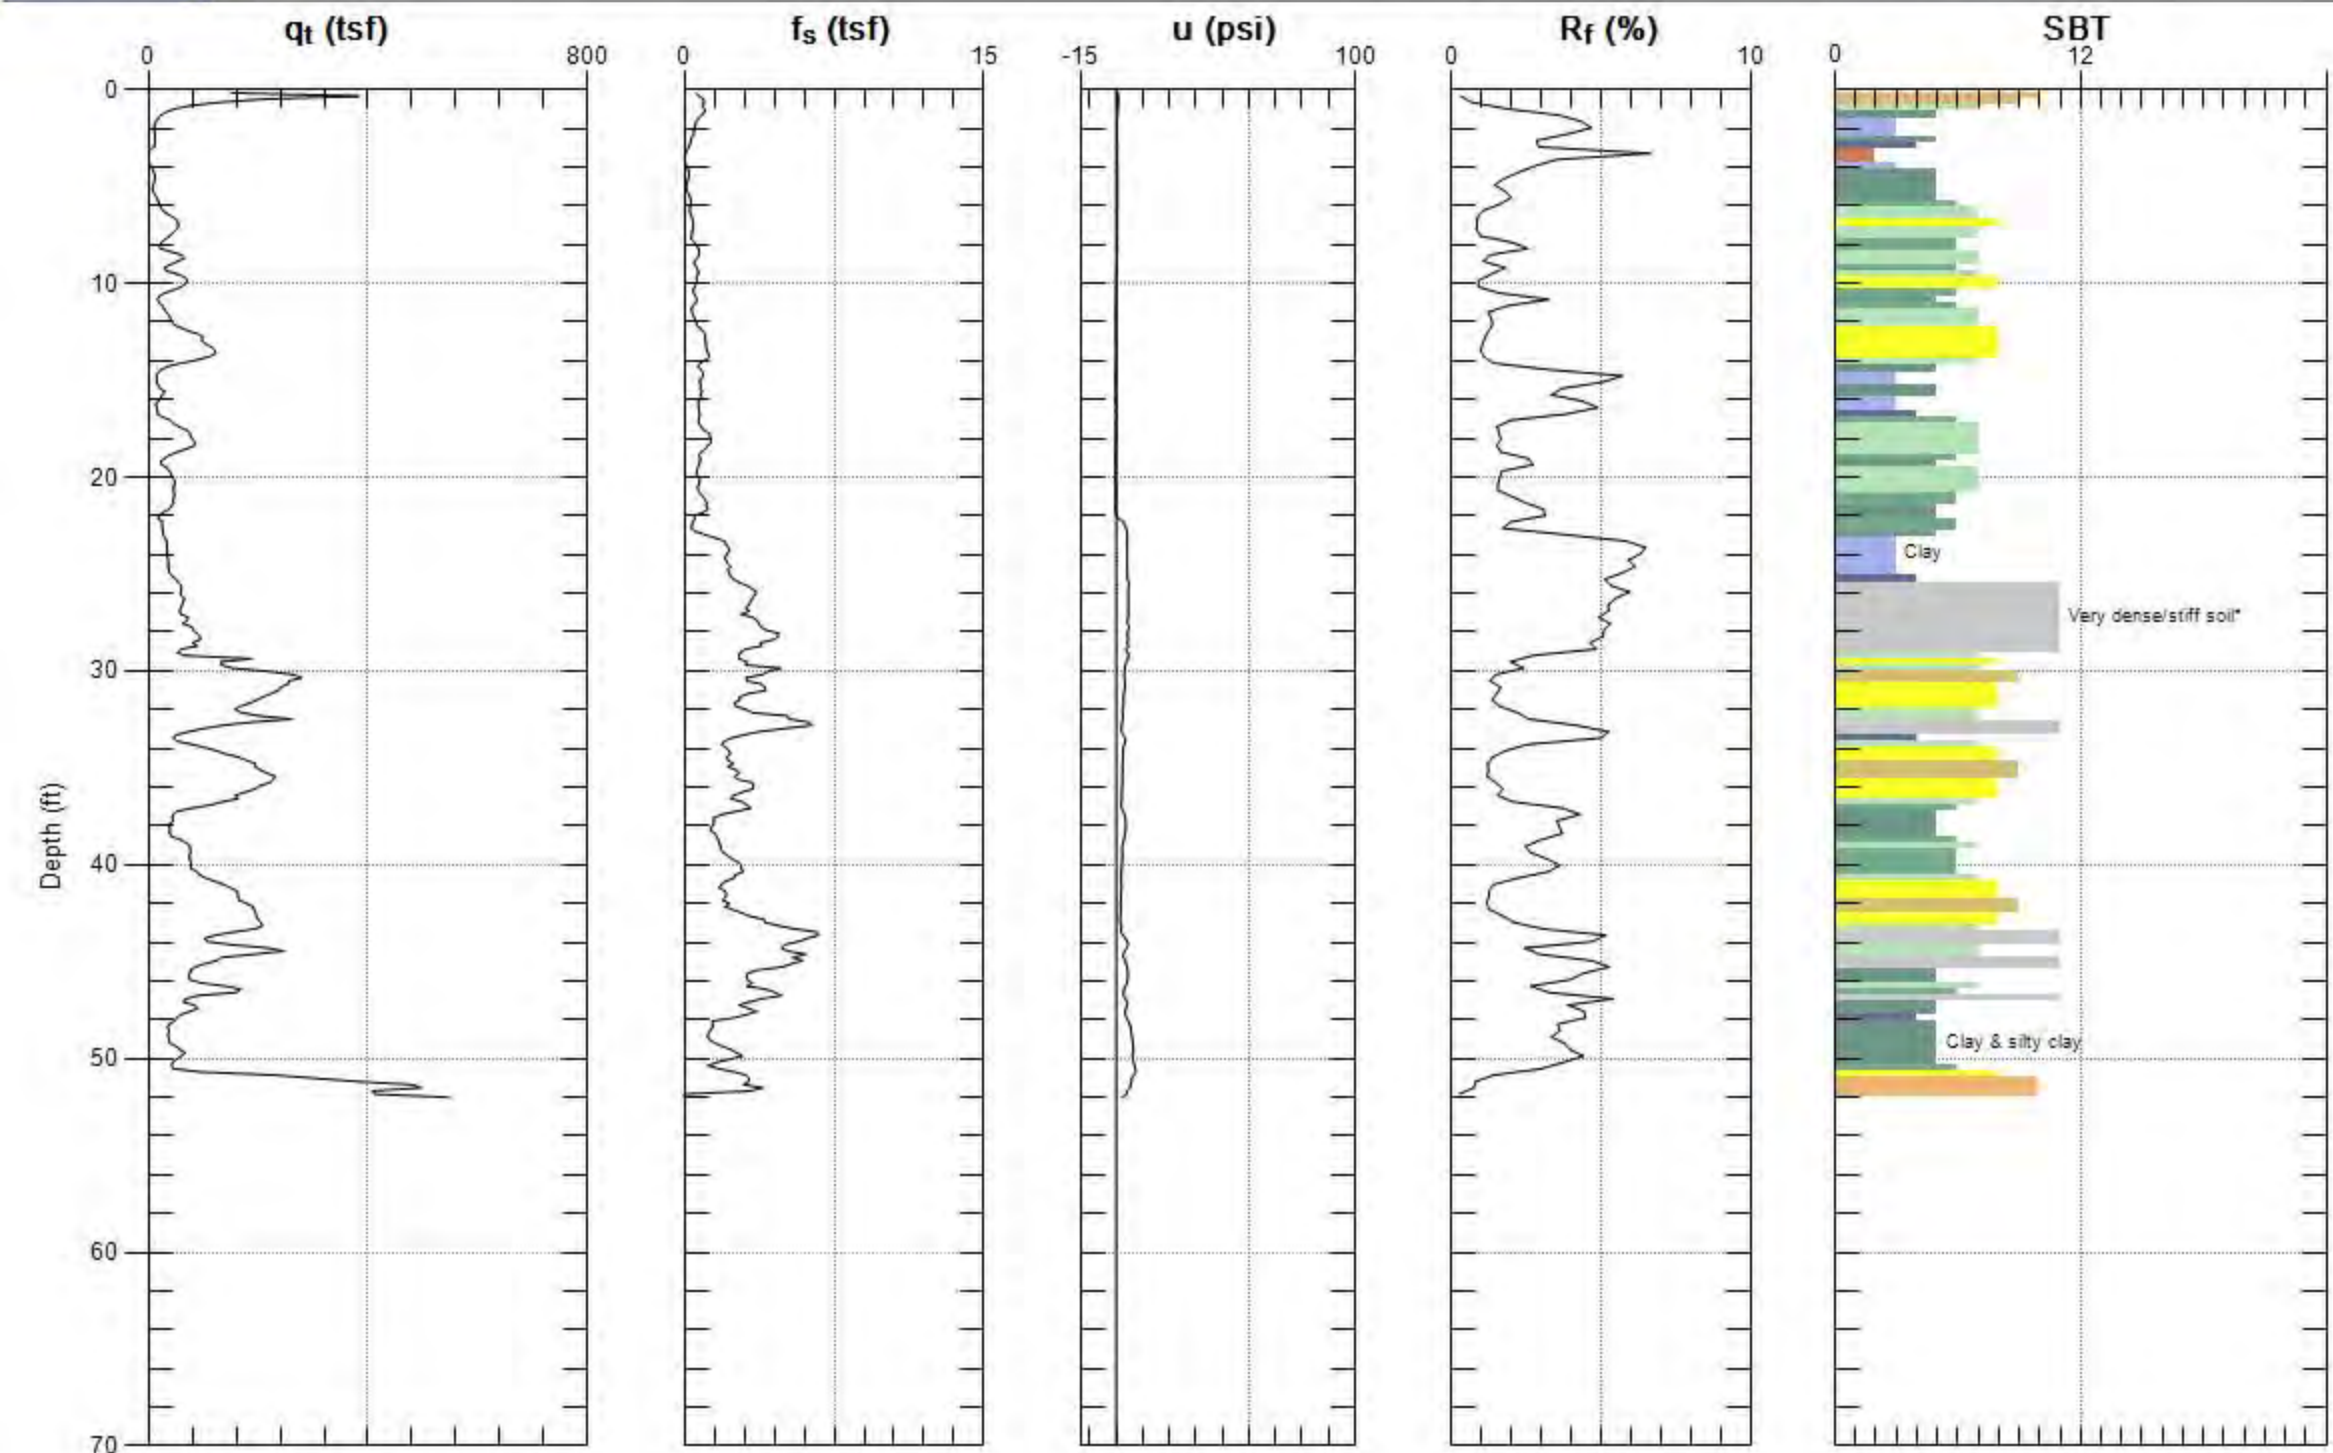 qt (tsf) fs (tsf) u (psi) Rf (%) SBT
0 800 0 15 -15 100 0 10 0 12
0
10
20
Clay
Very dense/stiff soil*
30
Depth (ft)
40
Clay & silty clay
50
60
70